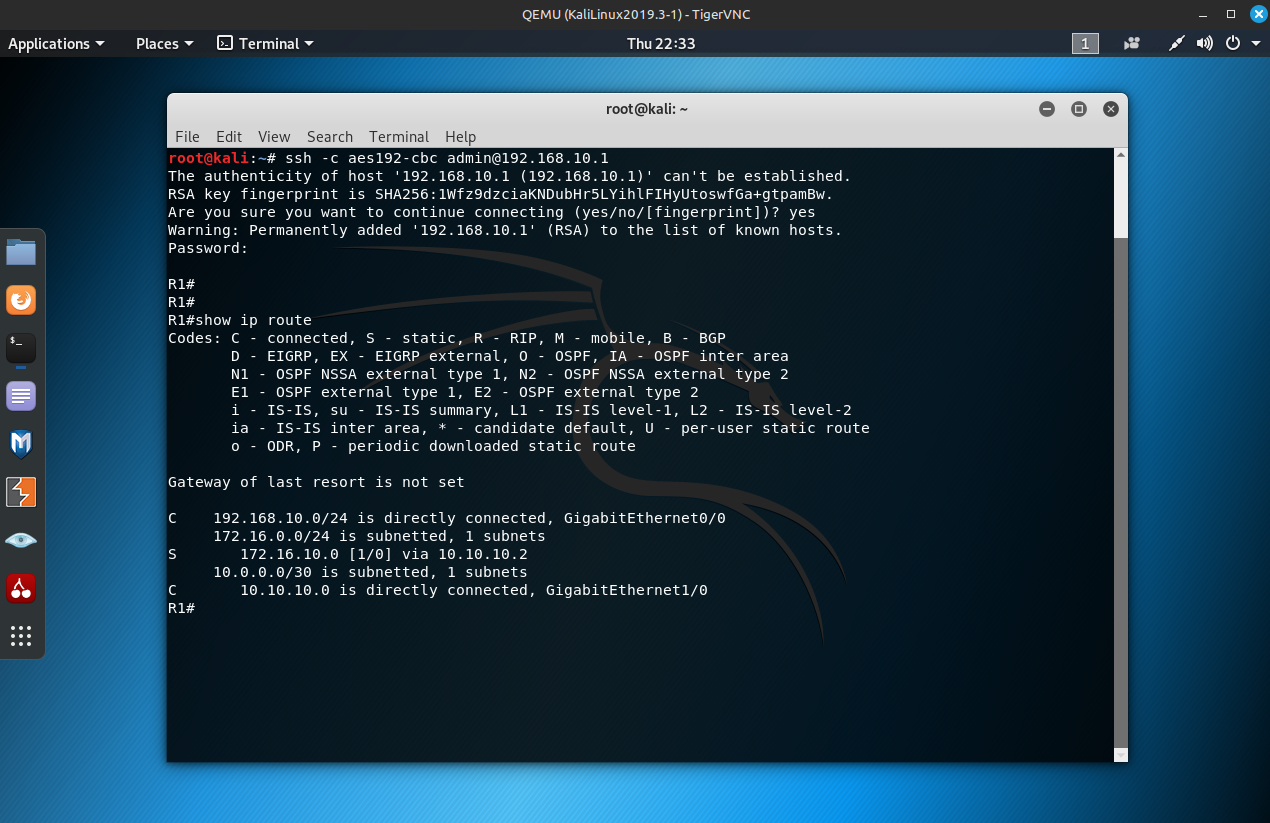 QEMU (KaliLinux2019.3-1) - TigerVNC
Applications Places Terminal Thu 22:33 1
root@kali: ~
File Edit View Search Terminal Help
root@kali:~# ssh -c aes192-cbc admin@192.168.10.1
The authenticity of host '192.168.10.1 (192.168.10.1)' can't be established.
RSA key fingerprint is SHA256:1Wfz9dzciaKNDubHr5LYihlFIHyUtoswfGa+gtpamBw.
Are you sure you want to continue connecting (yes/no/[fingerprint])? yes
Warning: Permanently added '192.168.10.1' (RSA) to the list of known hosts.
Password:
R1#
R1#
R1#show ip route
Codes: C - connected, S - static, R - RIP, M - mobile, B - BGP
       D - EIGRP, EX - EIGRP external, O - OSPF, IA - OSPF inter area
       N1 - OSPF NSSA external type 1, N2 - OSPF NSSA external type 2
       E1 - OSPF external type 1, E2 - OSPF external type 2
       i - IS-IS, su - IS-IS summary, L1 - IS-IS level-1, L2 - IS-IS level-2
       ia - IS-IS inter area, * - candidate default, U - per-user static route
       o - ODR, P - periodic downloaded static route
Gateway of last resort is not set
C    192.168.10.0/24 is directly connected, GigabitEthernet0/0
     172.16.0.0/24 is subnetted, 1 subnets
S       172.16.10.0 [1/0] via 10.10.10.2
     10.0.0.0/30 is subnetted, 1 subnets
C       10.10.10.0 is directly connected, GigabitEthernet1/0
R1#